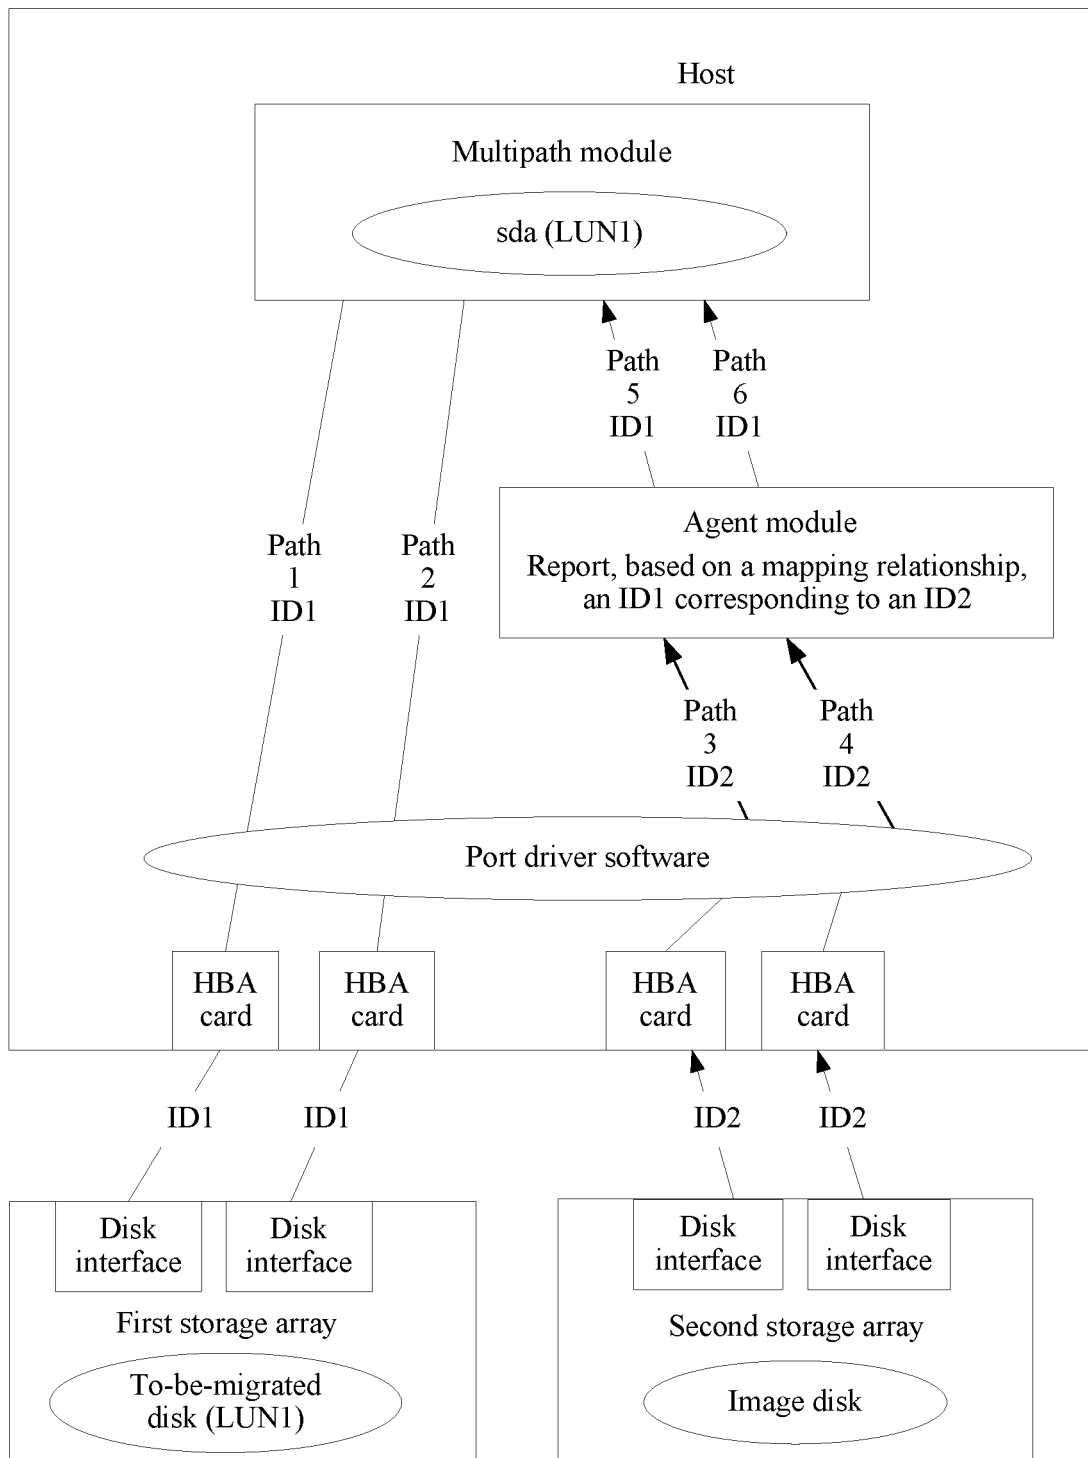 Host
Multipath module
sda (LUN1)
Path
5
ID1
Path
6
ID1
Agent module
Report, based on a mapping relationship,
an ID1 corresponding to an ID2
Path
1
ID1
Path
2
ID1
Path
3
ID2
Path
4
ID2
Port driver software
HBA
card
HBA
card
HBA
card
HBA
card
ID1
ID1
ID2
ID2
Disk
interface
Disk
interface
Disk
interface
Disk
interface
First storage array
To-be-migrated
disk (LUN1)
Second storage array
Image disk